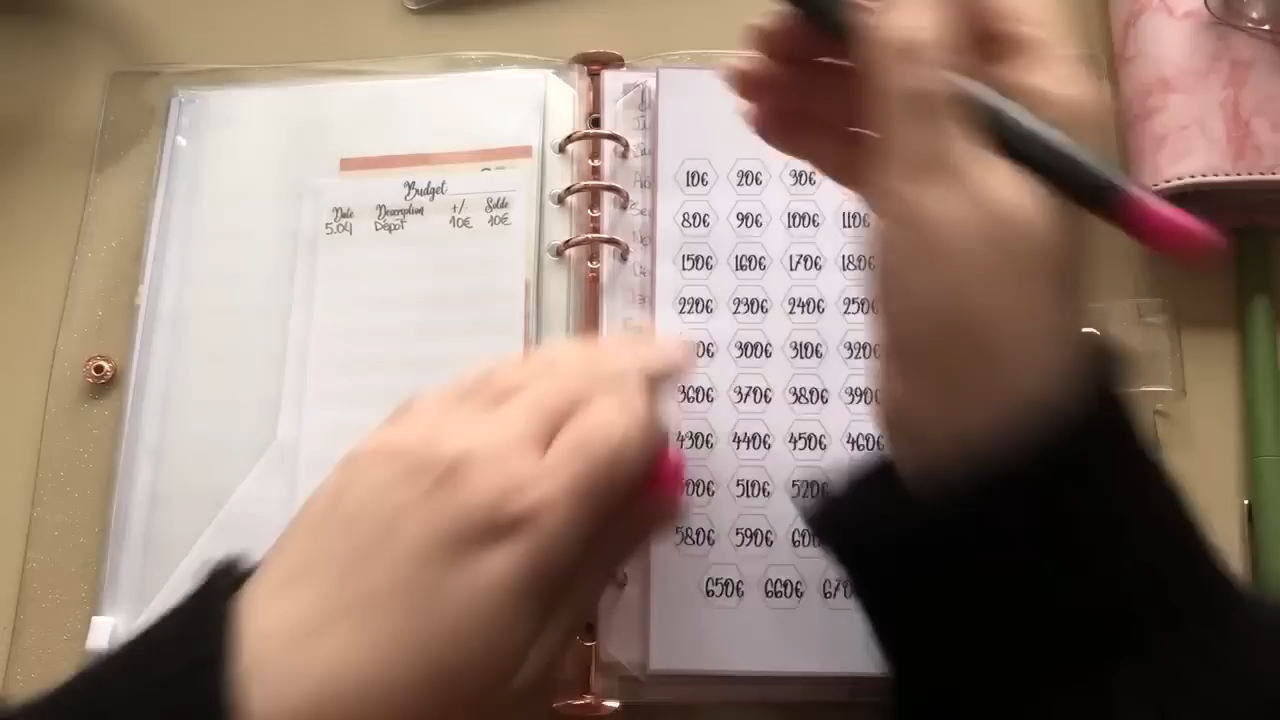 Budget
Date Description +/- Solde
5.04 Dépôt 10€ 10€
10€ 20€ 30€
80€ 90€ 100€ 110€
150€ 160€ 170€ 180€
220€ 230€ 240€ 250€
300€ 310€ 320€
360€ 370€ 380€ 390€
430€ 440€ 450€ 460€
510€ 520€
580€ 590€
650€ 660€